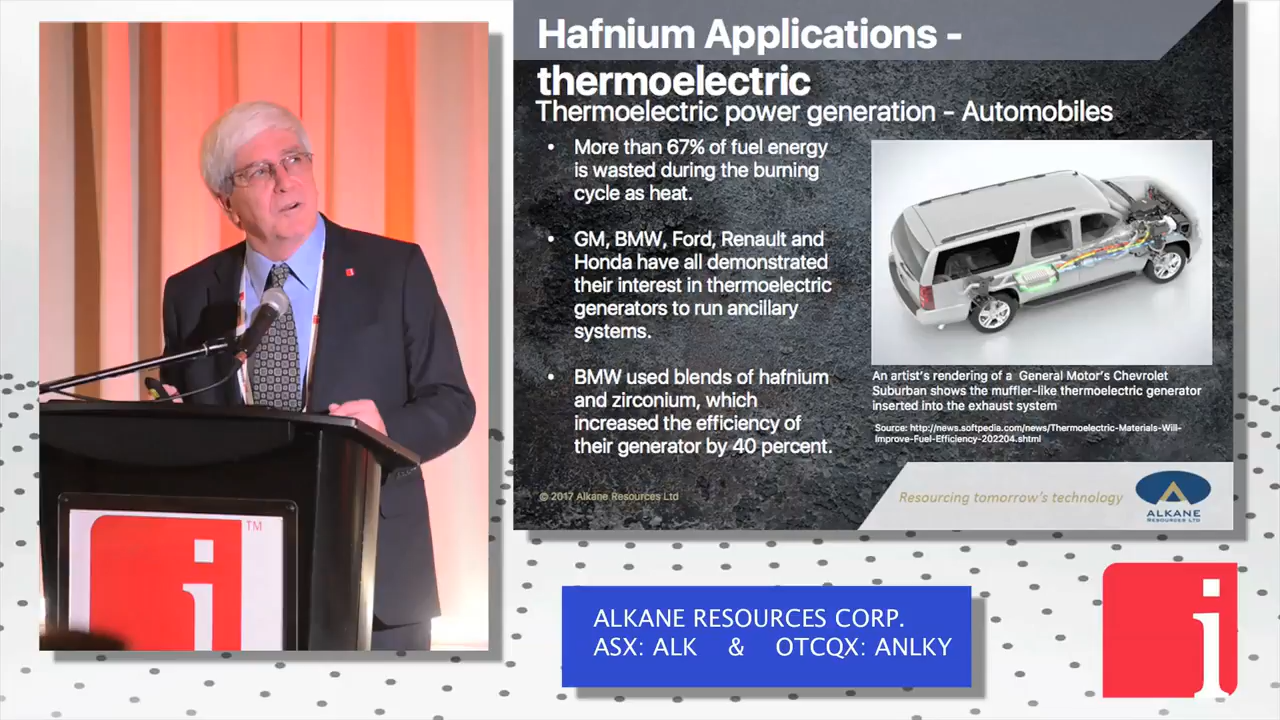 Hafnium Applications -
thermoelectric
Thermoelectric power generation - Automobiles
• More than 67% of fuel energy
is wasted during the burning
cycle as heat.
• GM, BMW, Ford, Renault and
Honda have all demonstrated
their interest in thermoelectric
generators to run ancillary
systems.
• BMW used blends of hafnium
and zirconium, which
increased the efficiency of
their generator by 40 percent.
An artist's rendering of a General Motor's Chevrolet
Suburban shows the muffler-like thermoelectric generator
inserted into the exhaust system
Source: http://news.softpedia.com/news/Thermoelectric-Materials-Will-
Improve-Fuel-Efficiency-202204.shtml
© 2017 Alkane Resources Ltd
Resourcing tomorrow's technology
ALKANE
RESOURCES LTD
i
TM
ALKANE RESOURCES CORP.
ASX: ALK & OTCQX: ANLKY
i